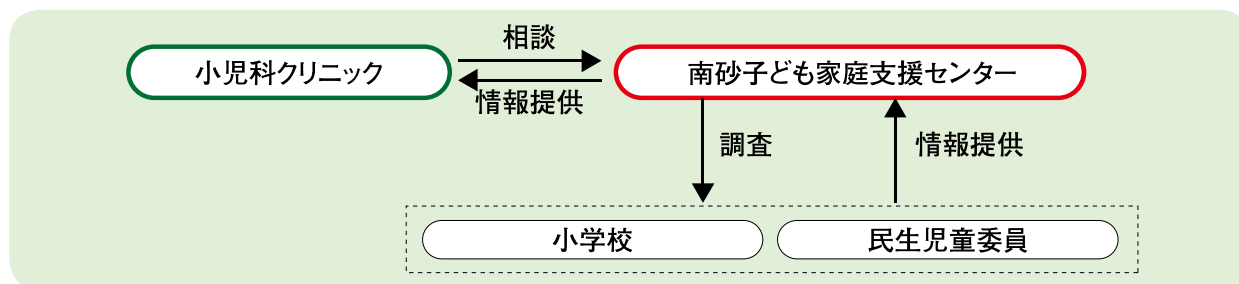 相談
小児科クリニック
南砂子ども家庭支援センター
情報提供
調査
情報提供
小学校
民生児童委員